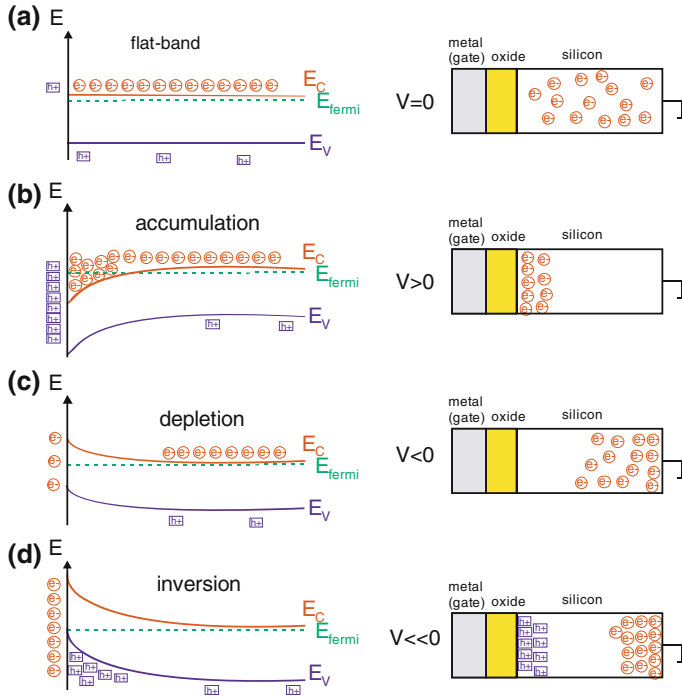 (a)
E
flat-band
h+
e- e- e- e- e- e- e- e- e- e- e- e-
E_C
E_fermi
E_V
h+ h+ h+
metal (gate)
oxide
silicon
V=0
e- e- e- e- e- e- e- e- e- e- e- e- e-
(b)
E
accumulation
h+ h+ h+ h+ h+ h+ h+ h+
e- e- e- e- e- e- e- e- e- e- e- e- e- e- e- e- e- e- e-
E_C
E_fermi
E_V
h+ h+
metal (gate)
oxide
silicon
V>0
e- e- e- e- e- e- e- e- e-
(c)
E
depletion
e- e- e-
e- e- e- e- e- e- e- e-
E_C
E_fermi
E_V
h+ h+
metal (gate)
oxide
silicon
V<0
e- e- e- e- e- e- e- e- e- e- e- e- e- e-
(d)
E
inversion
e- e- e- e- e- e- e- e-
E_C
E_fermi
E_V
h+ h+ h+ h+ h+ h+ h+ h+
metal (gate)
oxide
silicon
V<<0
h+ h+ h+ h+ h+ h+ h+ h+ h+
e- e- e- e- e- e- e- e- e- e- e- e- e- e-